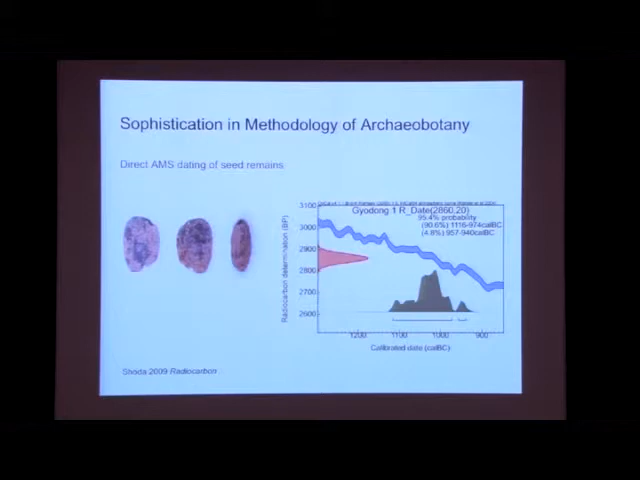 Sophistication in Methodology of Archaeobotany
Direct AMS dating of seed remains
Gyodong 1 R_Date(2860,20)
95.4% probability
(90.6%) 1116-974calBC
(4.8%) 957-940calBC
Radiocarbon determination (BP)
3100
3000
2900
2800
2700
2600
1200 1100 1000 900
Calibrated date (calBC)
Shoda 2009 Radiocarbon